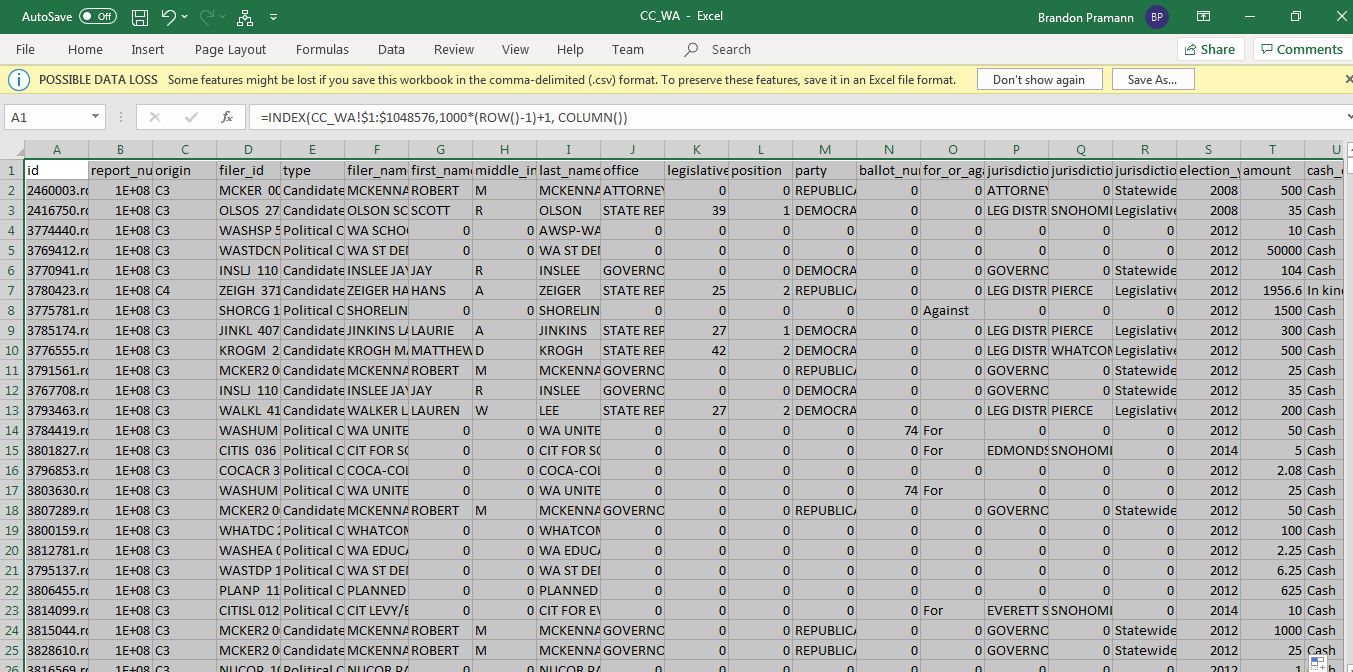 AutoSave Off CC_WA - Excel Brandon Pramann BP
File Home Insert Page Layout Formulas Data Review View Help Team Search Share Comments
POSSIBLE DATA LOSS Some features might be lost if you save this workbook in the comma-delimited (.csv) format. To preserve these features, save it in an Excel file format. Don't show again Save As...
A1 fx =INDEX(CC_WA!$1:$1048576,1000*(ROW()-1)+1, COLUMN())
A B C D E F G H I J K L M N O P Q R S T U
1 id report_nu origin filer_id type filer_nam first_name middle_in last_name office legislative position party ballot_nu for_or_aga jurisdictio jurisdictio jurisdictio election_y amount cash_
2 2460003.r 1E+08 C3 MCKER 00 Candidate MCKENNA ROBERT M MCKENNA ATTORNEY 0 0 REPUBLICA 0 0 ATTORNEY 0 Statewide 2008 500 Cash
3 2416750.r 1E+08 C3 OLSOS 27 Candidate OLSON SC SCOTT R OLSON STATE REP 39 1 DEMOCRA 0 0 LEG DISTR SNOHOMI Legislative 2008 35 Cash
4 3774440.r 1E+08 C3 WASHSP 5 Political C WA SCHO 0 0 AWSP-WA 0 0 0 0 0 0 0 0 0 2012 10 Cash
5 3769412.r 1E+08 C3 WASTDCN Political C WA ST DE 0 0 WA ST DE 0 0 0 0 0 0 0 0 0 2012 50000 Cash
6 3770941.r 1E+08 C3 INSLJ 110 Candidate INSLEE JAY JAY R INSLEE GOVERNO 0 0 DEMOCRA 0 0 GOVERNO 0 Statewide 2012 104 Cash
7 3780423.r 1E+08 C4 ZEIGH 371 Candidate ZEIGER HA HANS A ZEIGER STATE REP 25 2 REPUBLICA 0 0 LEG DISTR PIERCE Legislative 2012 1956.6 In kind
8 3775781.r 1E+08 C3 SHORCG 1 Political C SHORELIN 0 0 SHORELIN 0 0 0 0 0 Against 0 0 0 2012 1500 Cash
9 3785174.r 1E+08 C3 JINKL 407 Candidate JINKINS LA LAURIE A JINKINS STATE REP 27 1 DEMOCRA 0 0 LEG DISTR PIERCE Legislative 2012 300 Cash
10 3776555.r 1E+08 C3 KROGM 2 Candidate KROGH MA MATTHEW D KROGH STATE REP 42 2 DEMOCRA 0 0 LEG DISTR WHATCOM Legislative 2012 500 Cash
11 3791561.r 1E+08 C3 MCKER2 00 Candidate MCKENNA ROBERT M MCKENNA GOVERNO 0 0 REPUBLICA 0 0 GOVERNO 0 Statewide 2012 25 Cash
12 3767708.r 1E+08 C3 INSLJ 110 Candidate INSLEE JAY JAY R INSLEE GOVERNO 0 0 DEMOCRA 0 0 GOVERNO 0 Statewide 2012 35 Cash
13 3793463.r 1E+08 C3 WALKL 41 Candidate WALKER L LAUREN W LEE STATE REP 27 2 DEMOCRA 0 0 LEG DISTR PIERCE Legislative 2012 200 Cash
14 3784419.r 1E+08 C3 WASHUM Political C WA UNITE 0 0 WA UNITE 0 0 0 0 74 For 0 0 0 2012 50 Cash
15 3801827.r 1E+08 C3 CITIS 036 Political C CIT FOR SC 0 0 CIT FOR SC 0 0 0 0 0 For EDMONDS SNOHOMI 0 2014 5 Cash
16 3796853.r 1E+08 C3 COCACR 3 Political C COCA-COL 0 0 COCA-COL 0 0 0 0 0 0 0 0 0 2012 2.08 Cash
17 3803630.r 1E+08 C3 WASHUM Political C WA UNITE 0 0 WA UNITE 0 0 0 0 74 For 0 0 0 2012 25 Cash
18 3807289.r 1E+08 C3 MCKER2 00 Candidate MCKENNA ROBERT M MCKENNA GOVERNO 0 0 REPUBLICA 0 0 GOVERNO 0 Statewide 2012 50 Cash
19 3800159.r 1E+08 C3 WHATDC 2 Political C WHATCOM 0 0 WHATCOM 0 0 0 0 0 0 0 0 0 2012 100 Cash
20 3812781.r 1E+08 C3 WASHEA 0 Political C WA EDUCA 0 0 WA EDUCA 0 0 0 0 0 0 0 0 0 2012 2.25 Cash
21 3795137.r 1E+08 C3 WASTDP 1 Political C WA ST DE 0 0 WA ST DE 0 0 0 0 0 0 0 0 0 2012 6.25 Cash
22 3806455.r 1E+08 C3 PLANP 11 Political C PLANNED 0 0 PLANNED 0 0 0 0 0 0 0 0 0 2012 625 Cash
23 3814099.r 1E+08 C3 CITISL 012 Political C CIT LEVY/E 0 0 CIT FOR EV 0 0 0 0 0 For EVERETT S SNOHOMI 0 2014 10 Cash
24 3815044.r 1E+08 C3 MCKER2 00 Candidate MCKENNA ROBERT M MCKENNA GOVERNO 0 0 REPUBLICA 0 0 GOVERNO 0 Statewide 2012 1000 Cash
25 3828610.r 1E+08 C3 MCKER2 00 Candidate MCKENNA ROBERT M MCKENNA GOVERNO 0 0 REPUBLICA 0 0 GOVERNO 0 Statewide 2012 25 Cash